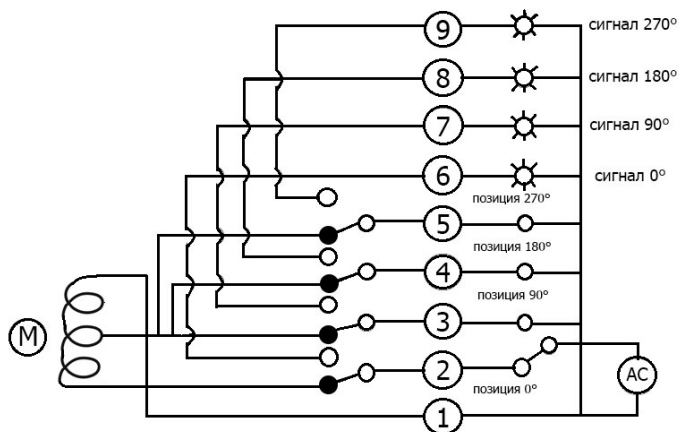 9 сигнал 270°
8 сигнал 180°
7 сигнал 90°
6 сигнал 0°
позиция 270°
5
позиция 180°
4
позиция 90°
3
M
2 AC
позиция 0°
1